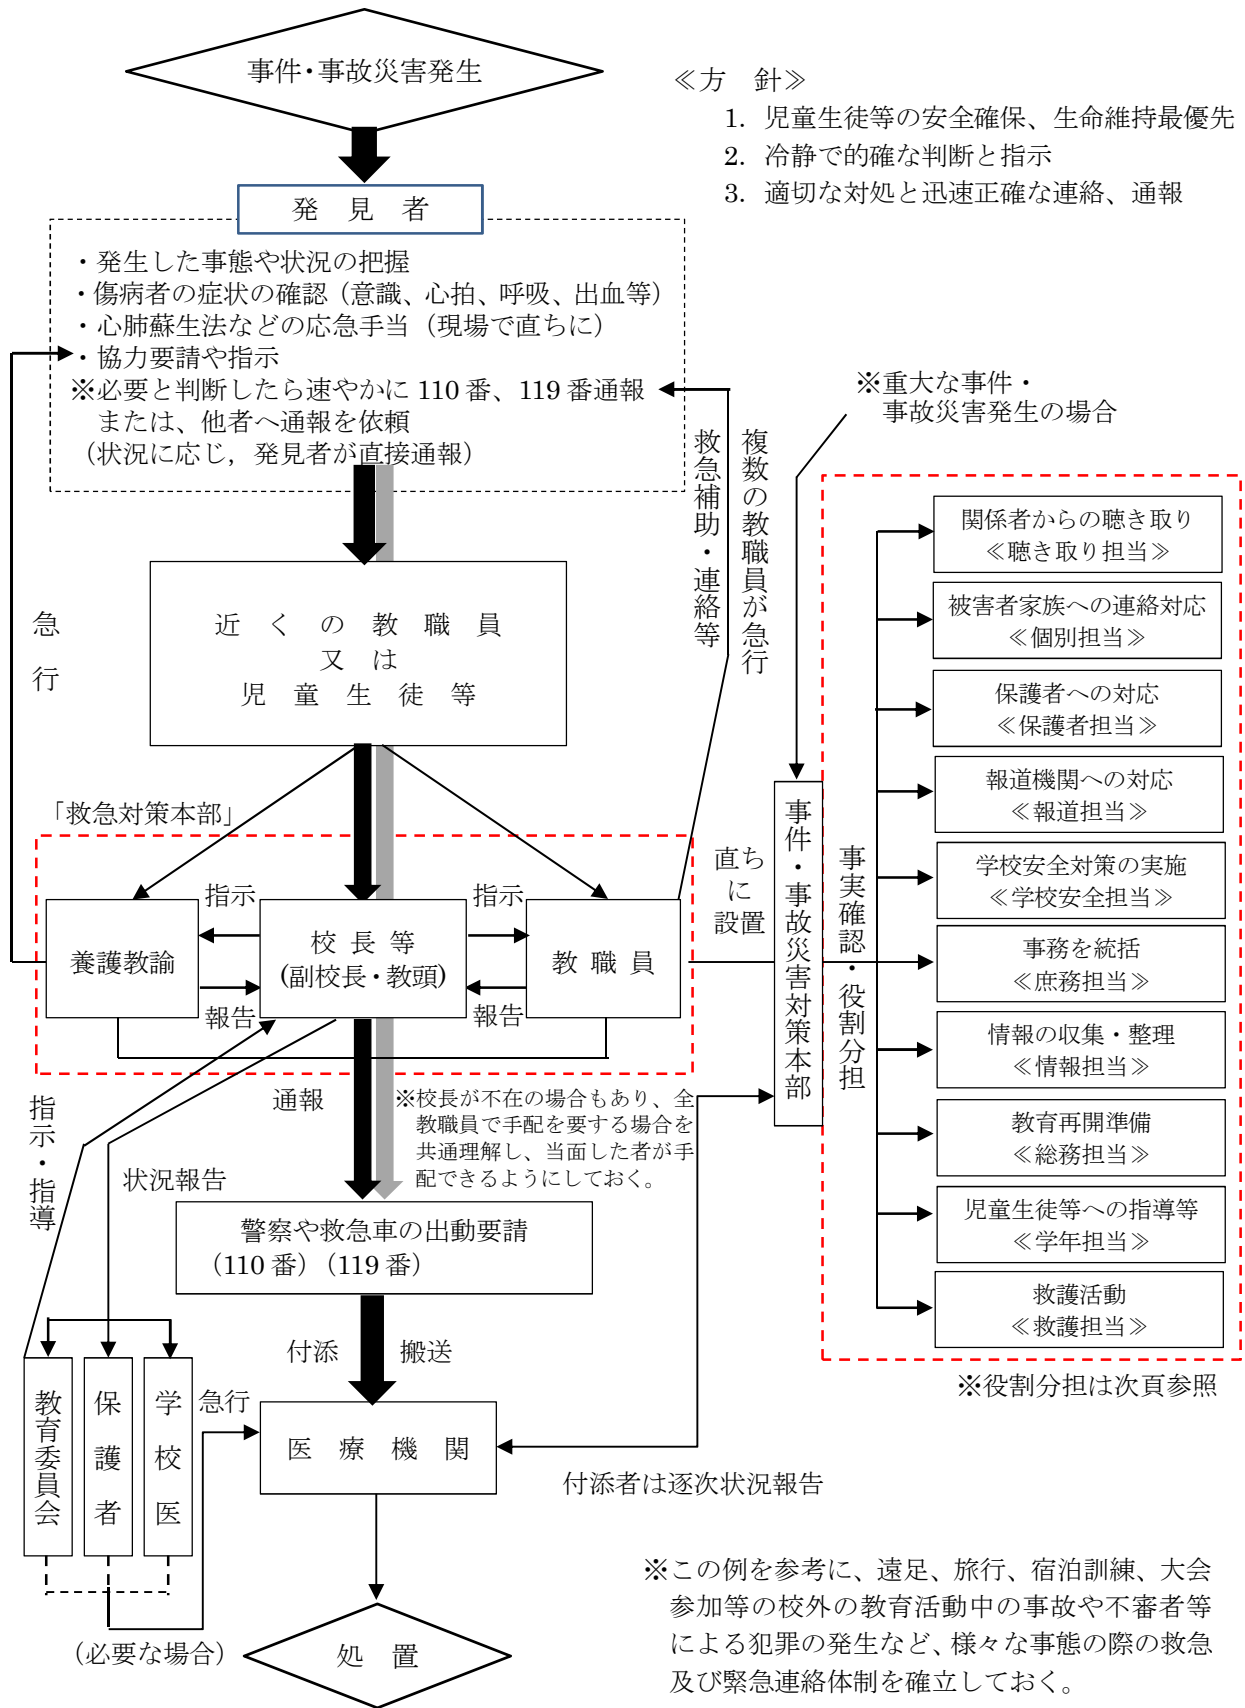 事件・事故災害発生
≪方　針≫
1. 児童生徒等の安全確保、生命維持最優先
2. 冷静で的確な判断と指示
3. 適切な対処と迅速正確な連絡、通報
発　見　者
・発生した事態や状況の把握
・傷病者の症状の確認（意識、心拍、呼吸、出血等）
・心肺蘇生法などの応急手当（現場で直ちに）
・協力要請や指示
※必要と判断したら速やかに 110 番、119 番通報
または、他者へ通報を依頼
（状況に応じ，発見者が直接通報）
※重大な事件・
事故災害発生の場合
複数の教職員が急行
救急補助・連絡等
急行
近　く　の　教　職　員
又　は
児　童　生　徒　等
「救急対策本部」
養護教諭
指示
報告
校 長 等
(副校長・教頭)
指示
報告
教 職 員
直ち
に
設置
事件・事故災害対策本部
事実確認・役割分担
関係者からの聴き取り
≪聴き取り担当≫
被害者家族への連絡対応
≪個別担当≫
保護者への対応
≪保護者担当≫
報道機関への対応
≪報道担当≫
学校安全対策の実施
≪学校安全担当≫
事務を統括
≪庶務担当≫
情報の収集・整理
≪情報担当≫
教育再開準備
≪総務担当≫
児童生徒等への指導等
≪学年担当≫
救護活動
≪救護担当≫
※役割分担は次頁参照
通報
※校長が不在の場合もあり、全
教職員で手配を要する場合を
共通理解し、当面した者が手
配できるようにしておく。
指示・指導
状況報告
警察や救急車の出動要請
（110 番）（119 番）
付添
搬送
教育委員会
保護者
学校医
急行
医　療　機　関
付添者は逐次状況報告
（必要な場合）
処　置
※この例を参考に、遠足、旅行、宿泊訓練、大会
参加等の校外の教育活動中の事故や不審者等
による犯罪の発生など、様々な事態の際の救急
及び緊急連絡体制を確立しておく。